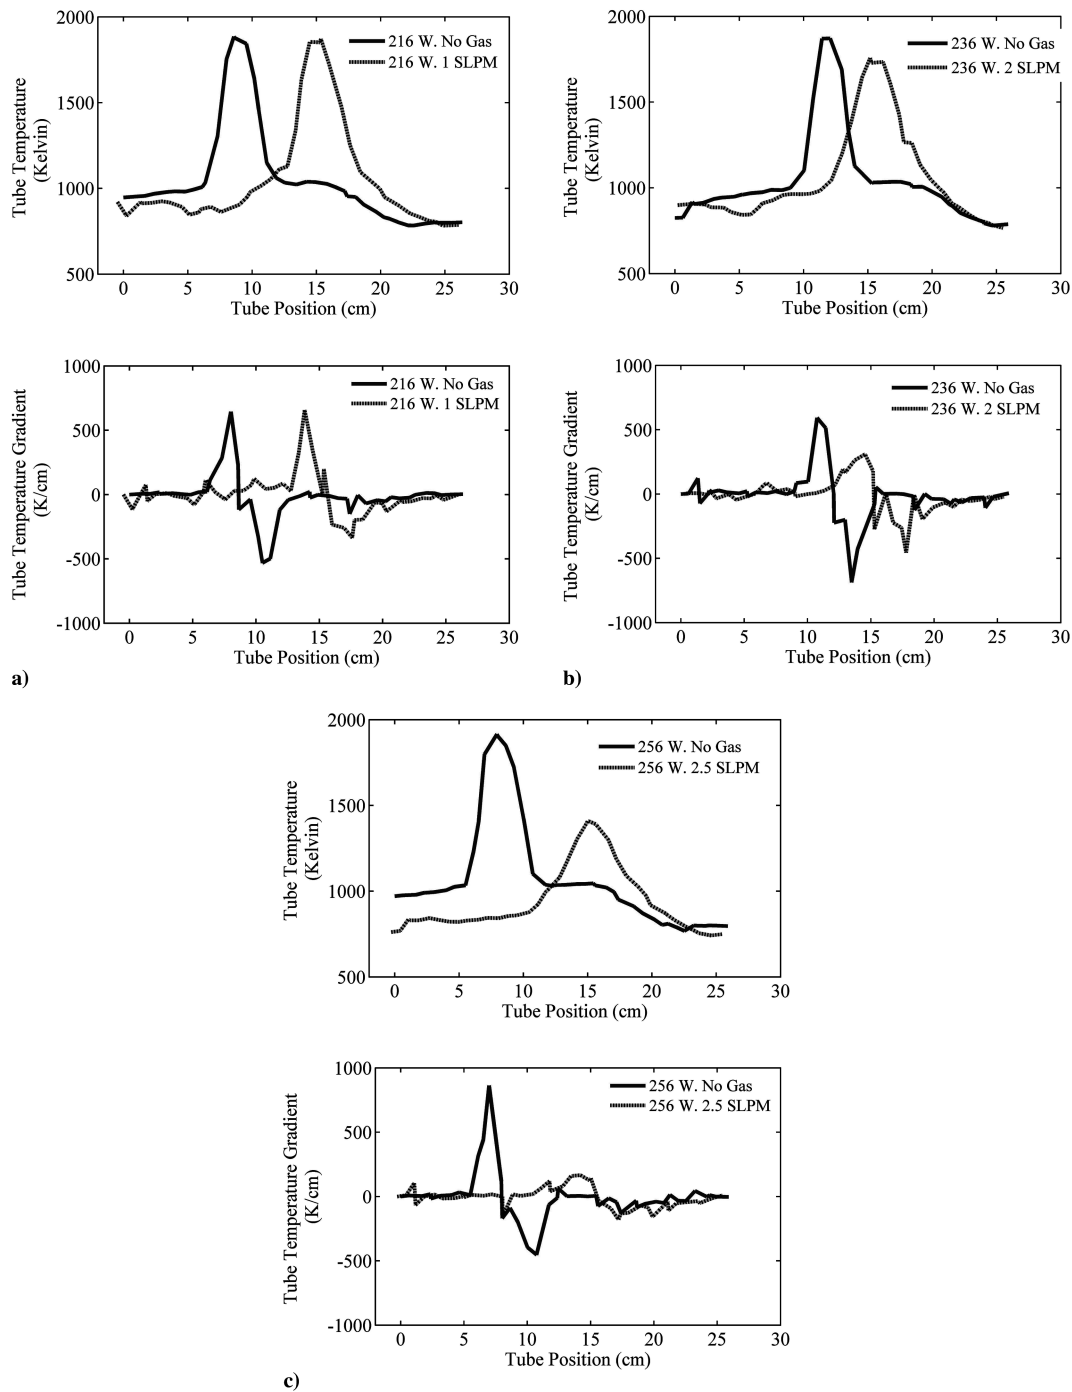 2000
1500
1000
500
Tube Temperature
(Kelvin)
216 W. No Gas
216 W. 1 SLPM
0 5 10 15 20 25 30
Tube Position (cm)
1000
500
0
-500
-1000
Tube Temperature Gradient
(K/cm)
216 W. No Gas
216 W. 1 SLPM
0 5 10 15 20 25 30
Tube Position (cm)
a)
2000
1500
1000
500
Tube Temperature
(Kelvin)
236 W. No Gas
236 W. 2 SLPM
0 5 10 15 20 25 30
Tube Position (cm)
1000
500
0
-500
-1000
Tube Temperature Gradient
(K/cm)
236 W. No Gas
236 W. 2 SLPM
0 5 10 15 20 25 30
Tube Position (cm)
b)
2000
1500
1000
500
Tube Temperature
(Kelvin)
256 W. No Gas
256 W. 2.5 SLPM
0 5 10 15 20 25 30
Tube Position (cm)
1000
500
0
-500
-1000
Tube Temperature Gradient
(K/cm)
256 W. No Gas
256 W. 2.5 SLPM
0 5 10 15 20 25 30
Tube Position (cm)
c)